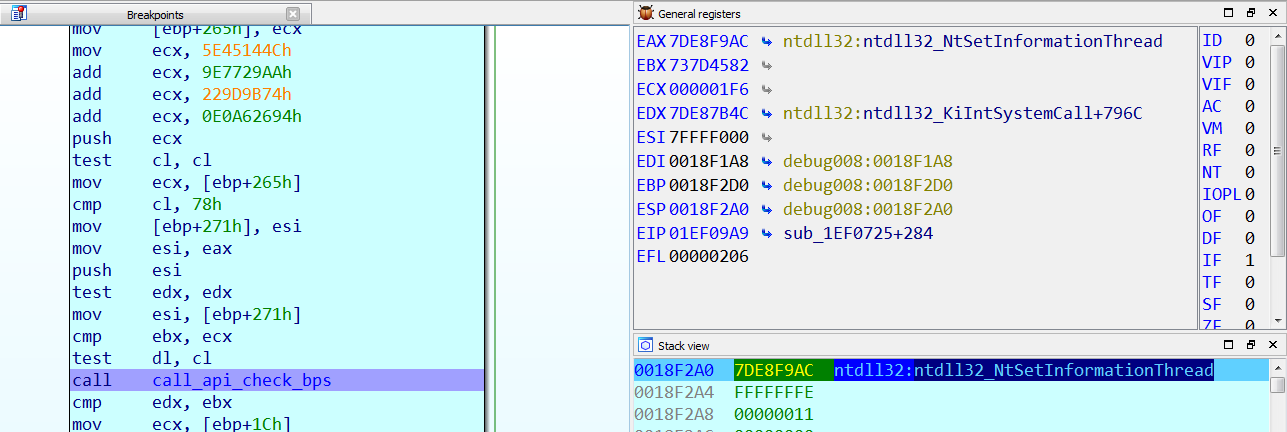 Breakpoints
mov [ebp+265h], ecx
mov ecx, 5E45144Ch
add ecx, 9E7729AAh
add ecx, 229D9B74h
add ecx, 0E0A62694h
push ecx
test cl, cl
mov ecx, [ebp+265h]
cmp cl, 78h
mov [ebp+271h], esi
mov esi, eax
push esi
test edx, edx
mov esi, [ebp+271h]
cmp ebx, ecx
test dl, cl
call call_api_check_bps
cmp edx, ebx
mov ecx, [ebp+1Ch]
General registers
EAX 7DE8F9AC ntdll32:ntdll32_NtSetInformationThread
EBX 737D4582
ECX 000001F6
EDX 7DE87B4C ntdll32:ntdll32_KiIntSystemCall+796C
ESI 7FFFF000
EDI 0018F1A8 debug008:0018F1A8
EBP 0018F2D0 debug008:0018F2D0
ESP 0018F2A0 debug008:0018F2A0
EIP 01EF09A9 sub_1EF0725+284
EFL 00000206
ID 0
VIP 0
VIF 0
AC 0
VM 0
RF 0
NT 0
IOPL 0
OF 0
DF 0
IF 1
TF 0
SF 0
ZF 0
Stack view
0018F2A0 7DE8F9AC ntdll32:ntdll32_NtSetInformationThread
0018F2A4 FFFFFFFE
0018F2A8 00000011